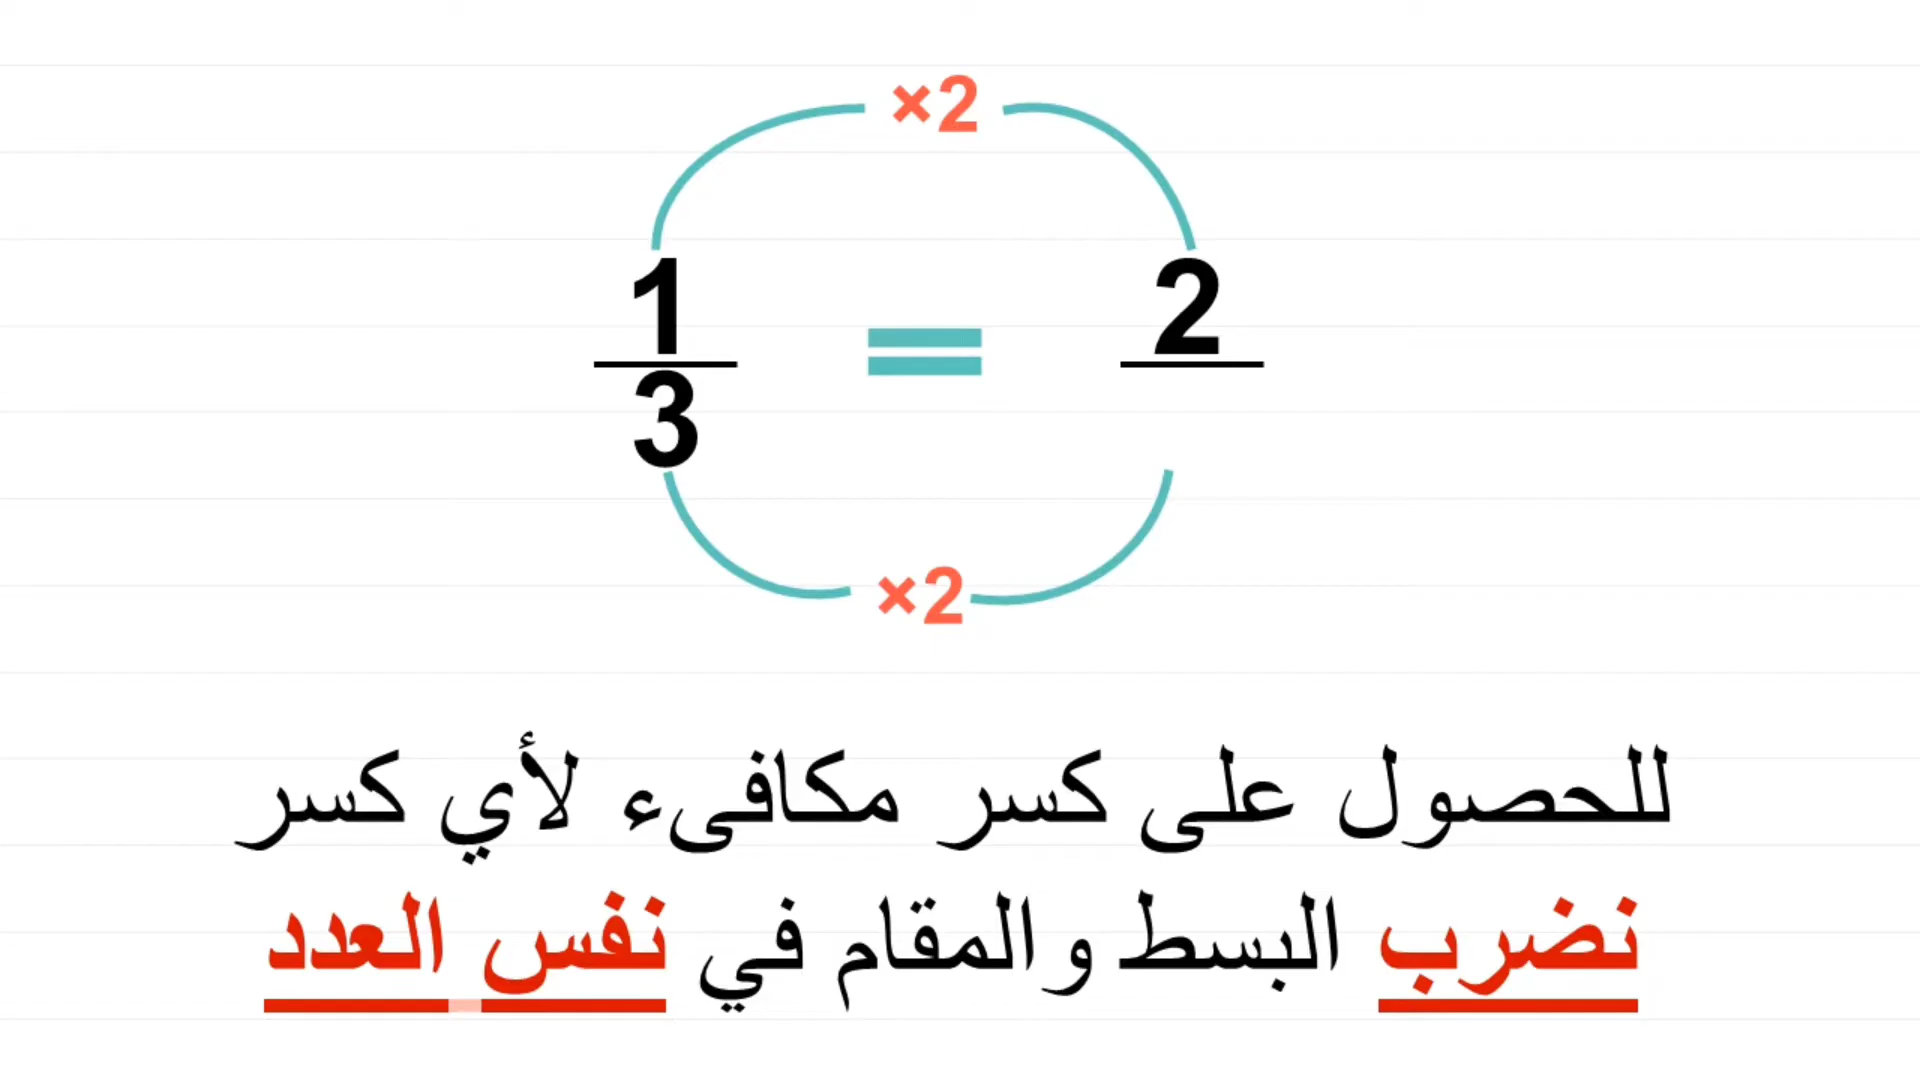 ×2
1 = 2
3
×2
للحصول على كسر مكافىء لأي كسر
نضرب البسط والمقام في نفس العدد